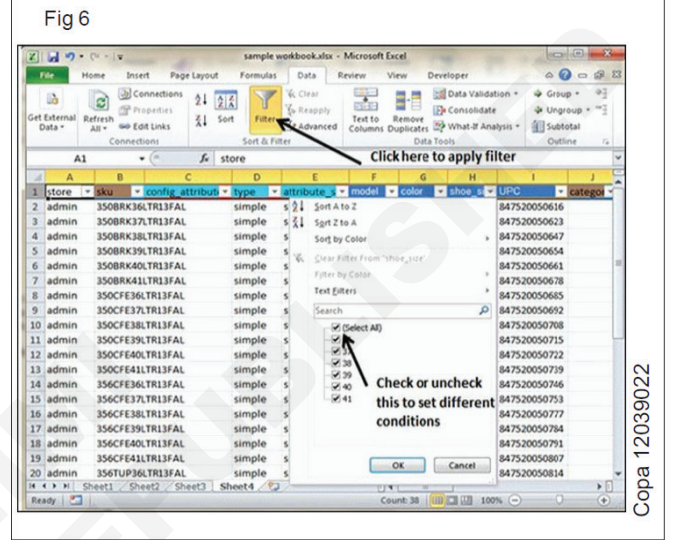 Fig 6
sample workbook.xlsx - Microsoft Excel
File Home Insert Page Layout Formulas Data Review View Developer
Get External Data
Refresh All
Connections
Properties
Edit Links
Connections
Sort
Filter
Clear
Reapply
Advanced
Sort & Filter
Text to Columns
Remove Duplicates
Data Validation
Consolidate
What-If Analysis
Data Tools
Group
Ungroup
Subtotal
Outline
Click here to apply filter
A1 fx store
A B C D E F G H I J
1 store sku config_attribut type attribute_s model color shoe_si UPC categor
2 admin 350BRK36LTR13FAL simple s 847520050616
3 admin 350BRK37LTR13FAL simple s 847520050623
4 admin 350BRK38LTR13FAL simple s 847520050647
5 admin 350BRK39LTR13FAL simple s 847520050654
6 admin 350BRK40LTR13FAL simple s 847520050661
7 admin 350BRK41LTR13FAL simple s 847520050678
8 admin 350CFE36LTR13FAL simple s 847520050685
9 admin 350CFE37LTR13FAL simple s 847520050692
10 admin 350CFE38LTR13FAL simple s 847520050708
11 admin 350CFE39LTR13FAL simple s 847520050715
12 admin 350CFE40LTR13FAL simple s 847520050722
13 admin 350CFE41LTR13FAL simple s 847520050739
14 admin 356CFE36LTR13FAL simple s 847520050746
15 admin 356CFE37LTR13FAL simple s 847520050753
16 admin 356CFE38LTR13FAL simple s 847520050777
17 admin 356CFE39LTR13FAL simple s 847520050784
18 admin 356CFE40LTR13FAL simple s 847520050791
19 admin 356CFE41LTR13FAL simple s 847520050807
20 admin 356TUP36LTR13FAL simple s 847520050814
Sort A to Z
Sort Z to A
Sort by Color
Clear Filter From "shoe_size"
Filter by Color
Text Filters
Search
(Select All)
37
38
39
40
41
Check or uncheck
this to set different
conditions
OK Cancel
Sheet1 Sheet2 Sheet3 Sheet4
Ready Count: 38 100%
Copa 12039022